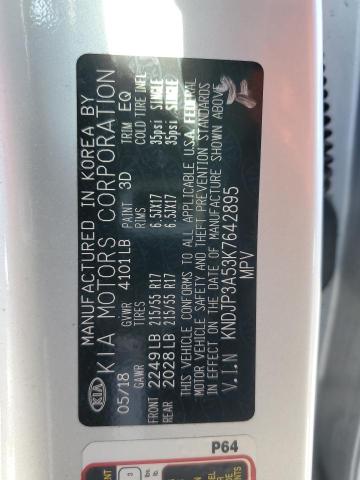 MANUFACTURED IN KOREA BY
KIA KIA MOTORS CORPORATION
05/18 GVWR 4101LB PAINT 3D TRIM EQ
GAWR TIRES RIMS COLD TIRE INFL
FRONT 2249LB 215/55 R17 6.5JX17 35psi SINGLE
REAR 2028LB 215/55 R17 6.5JX17 35psi SINGLE
THIS VEHICLE CONFORMS TO ALL APPLICABLE U.S.A. FEDERAL
MOTOR VEHICLE SAFETY AND THEFT PREVENTION STANDARDS
IN EFFECT ON THE DATE OF MANUFACTURE SHOWN ABOVE
V.I.N KNDJP3A53K7642895
MPV
P64